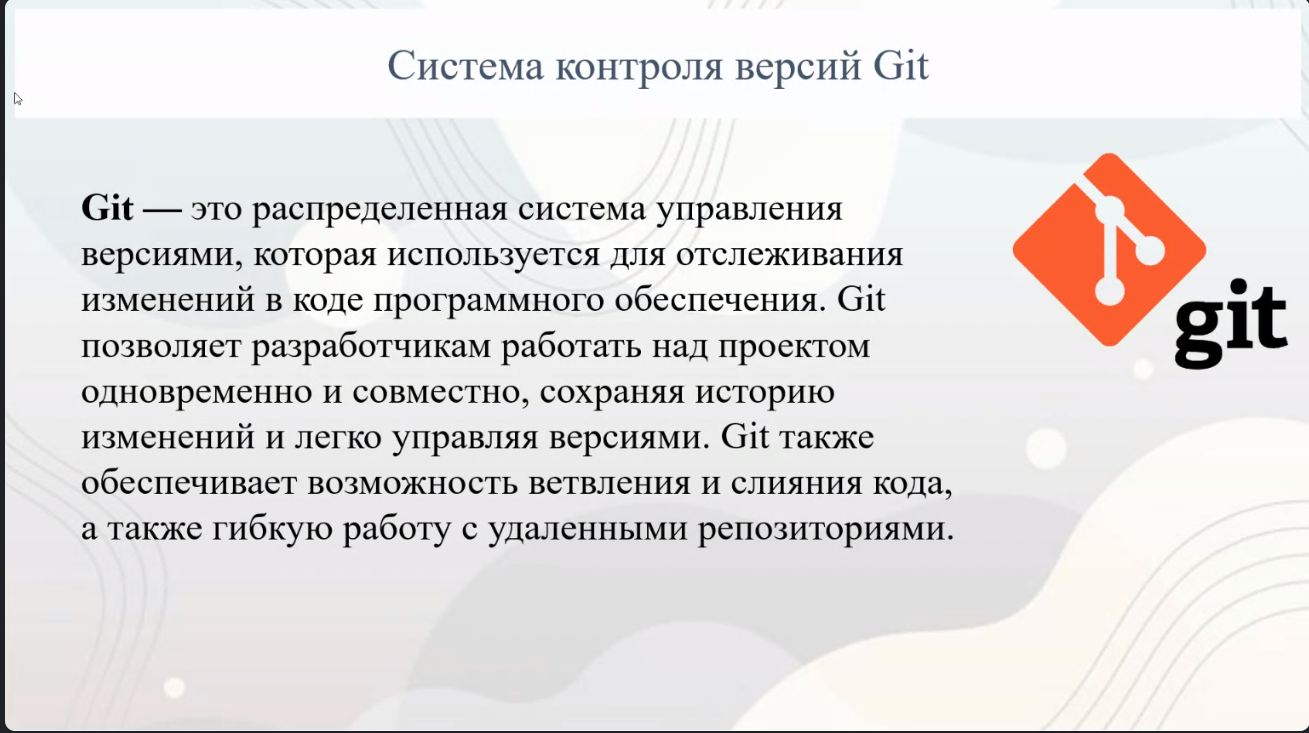 Система контроля версий Git
Git — это распределенная система управления
версиями, которая используется для отслеживания
изменений в коде программного обеспечения. Git
позволяет разработчикам работать над проектом
одновременно и совместно, сохраняя историю
изменений и легко управляя версиями. Git также
обеспечивает возможность ветвления и слияния кода,
а также гибкую работу с удаленными репозиториями.
git